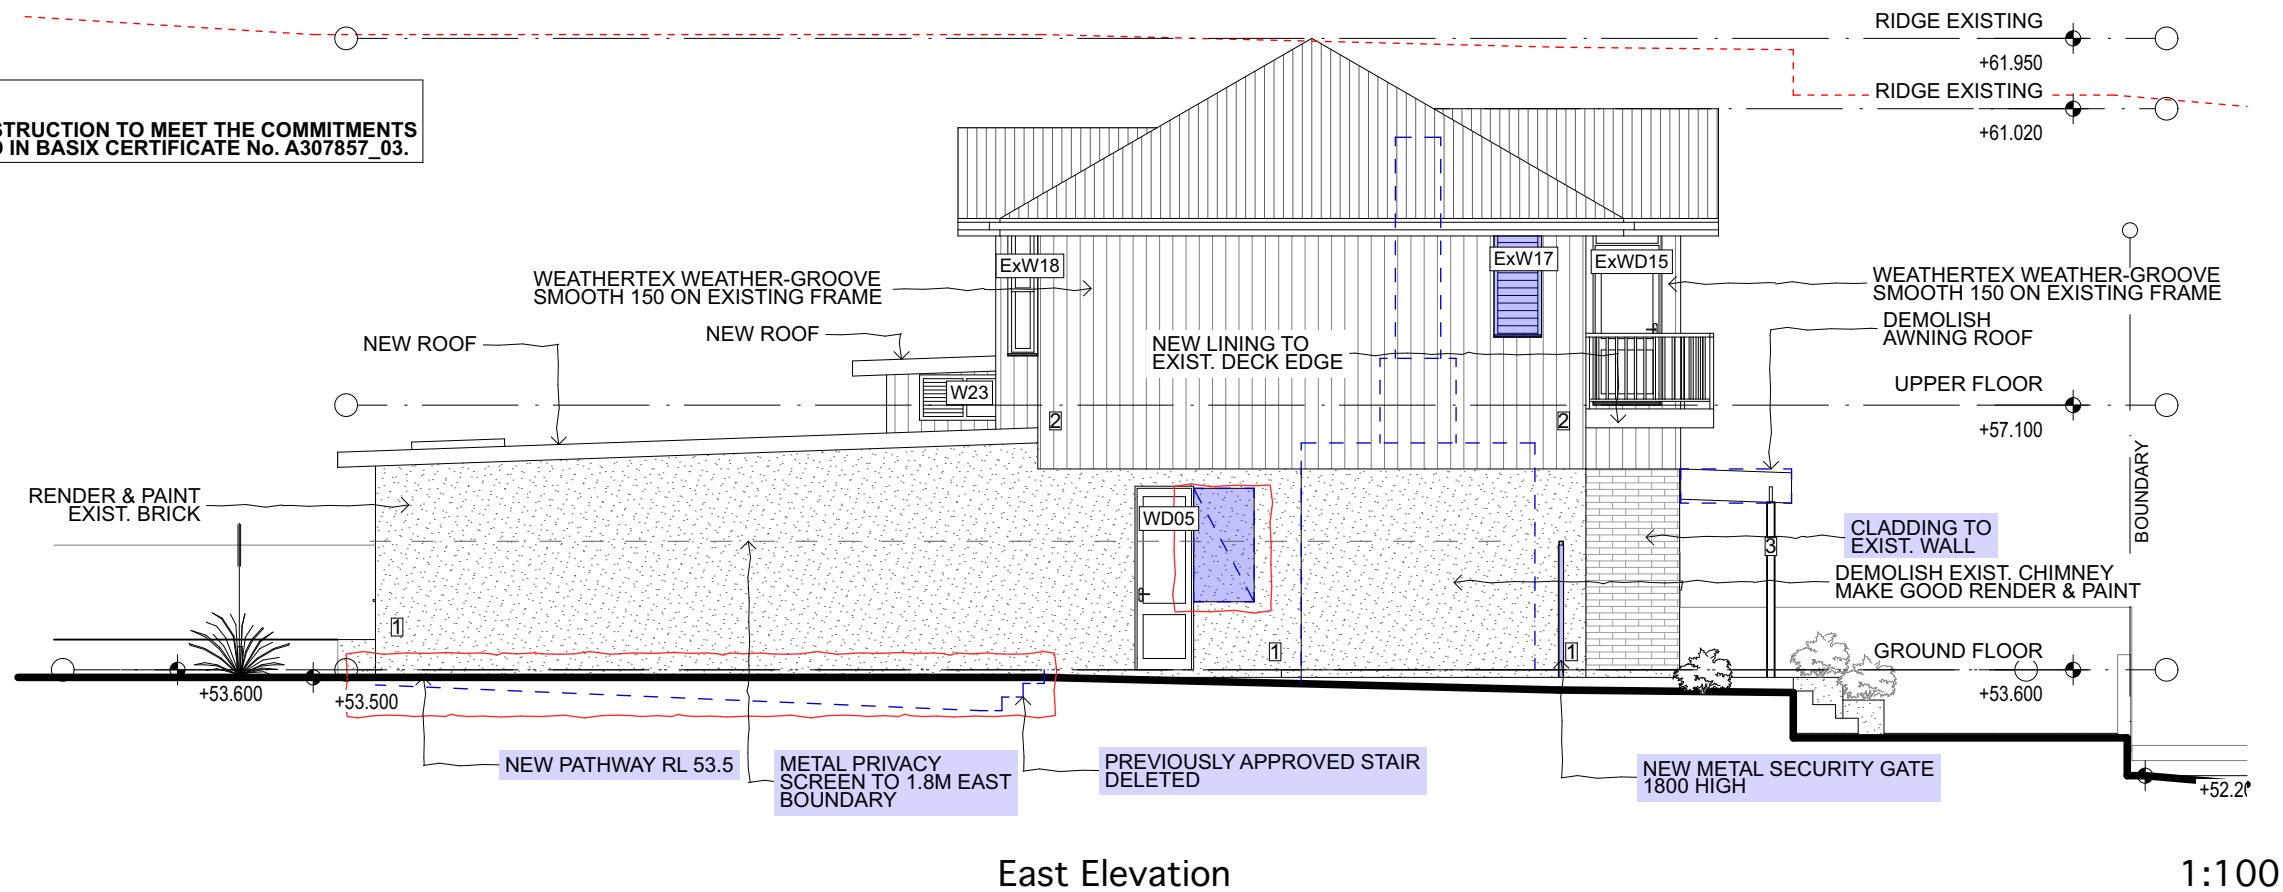 RIDGE EXISTING
+61.950
RIDGE EXISTING
+61.020
STRUCTION TO MEET THE COMMITMENTS
IN BASIX CERTIFICATE No. A307857_03.
ExW18
ExW17
ExWD15
WEATHERTEX WEATHER-GROOVE
SMOOTH 150 ON EXISTING FRAME
WEATHERTEX WEATHER-GROOVE
SMOOTH 150 ON EXISTING FRAME
NEW ROOF
NEW ROOF
NEW LINING TO
EXIST. DECK EDGE
DEMOLISH
AWNING ROOF
W23
UPPER FLOOR
+57.100
2
2
BOUNDARY
RENDER & PAINT
EXIST. BRICK
WD05
CLADDING TO
EXIST. WALL
3
DEMOLISH EXIST. CHIMNEY
MAKE GOOD RENDER & PAINT
1
1
1
GROUND FLOOR
+53.600
+53.600
+53.500
NEW PATHWAY RL 53.5
METAL PRIVACY
SCREEN TO 1.8M EAST
BOUNDARY
PREVIOUSLY APPROVED STAIR
DELETED
NEW METAL SECURITY GATE
1800 HIGH
+52.20
East Elevation
1:100